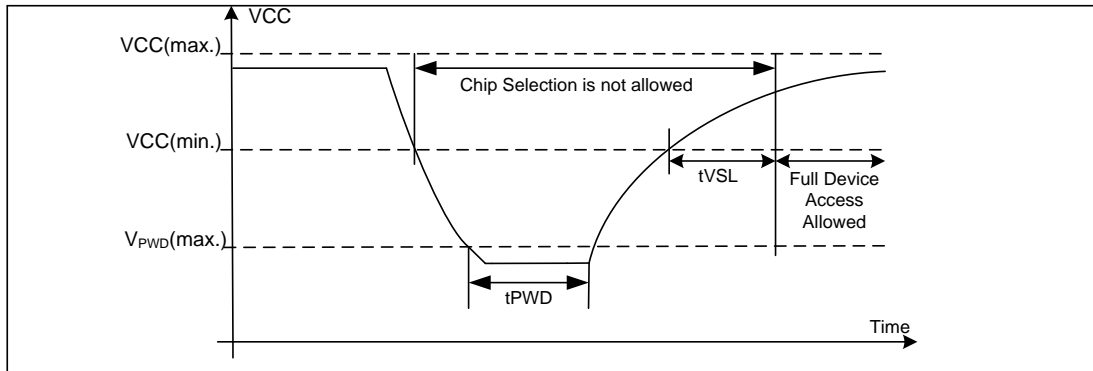 VCC
VCC(max.)
Chip Selection is not allowed
VCC(min.)
tVSL
Full Device
Access
Allowed
VPWD(max.)
tPWD
Time